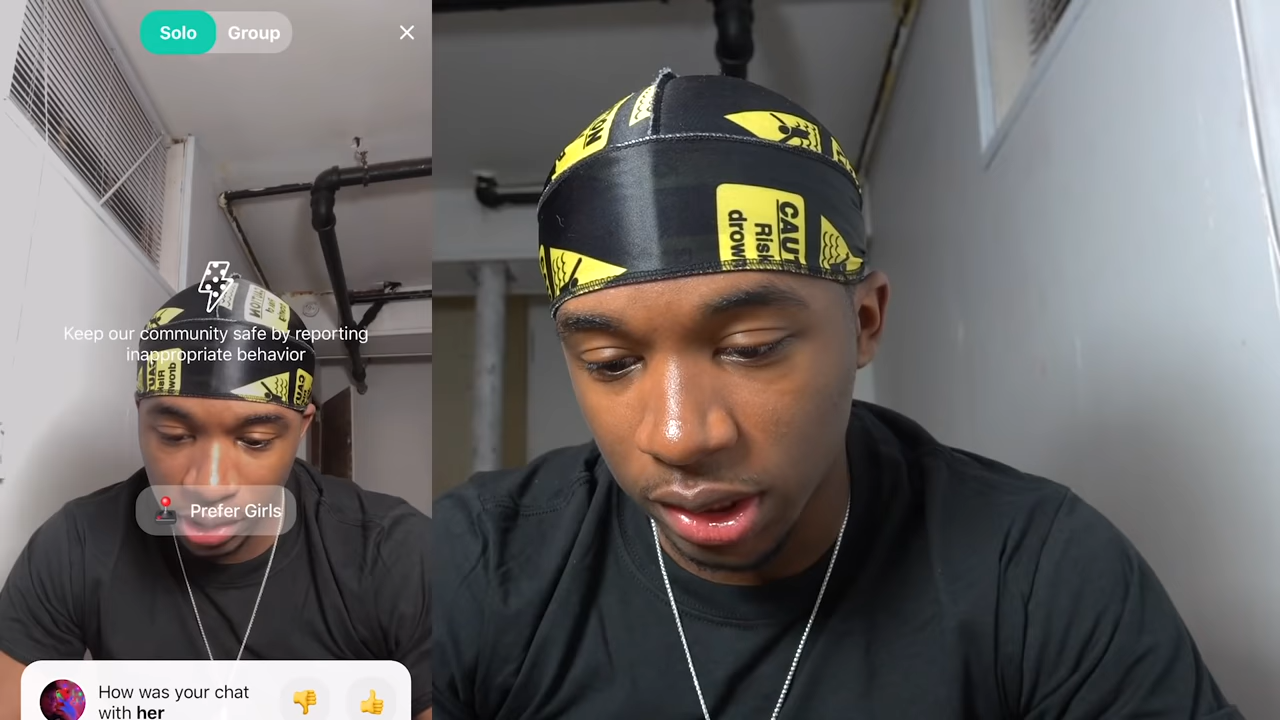 Solo
Group
Keep our community safe by reporting
inappropriate behavior
Prefer Girls
How was your chat
with her
CAUT
Risk
drow